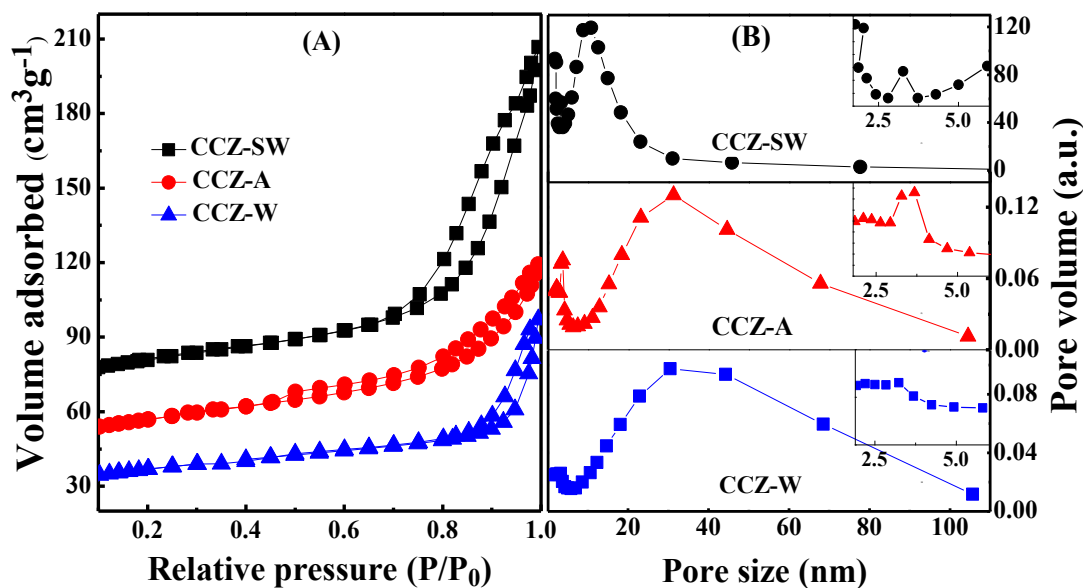 (A)
Volume adsorbed (cm³g⁻¹)
210
180
150
120
90
60
30
CCZ-SW
CCZ-A
CCZ-W
0.2
0.4
0.6
0.8
1.0
Relative pressure (P/P₀)
(B)
120
80
40
0
2.5
5.0
CCZ-SW
0.12
0.06
0.00
2.5
5.0
CCZ-A
0.08
0.04
0.00
2.5
5.0
CCZ-W
0
20
40
60
80
100
Pore size (nm)
Pore volume (a.u.)